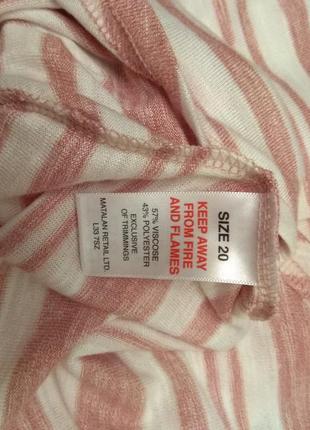 SIZE 20
KEEP AWAY
FROM FIRE
AND FLAMES
57% VISCOSE
43% POLYESTER
EXCLUSIVE
OF TRIMMINGS
MATALAN RETAIL LTD.
L33 7SZ